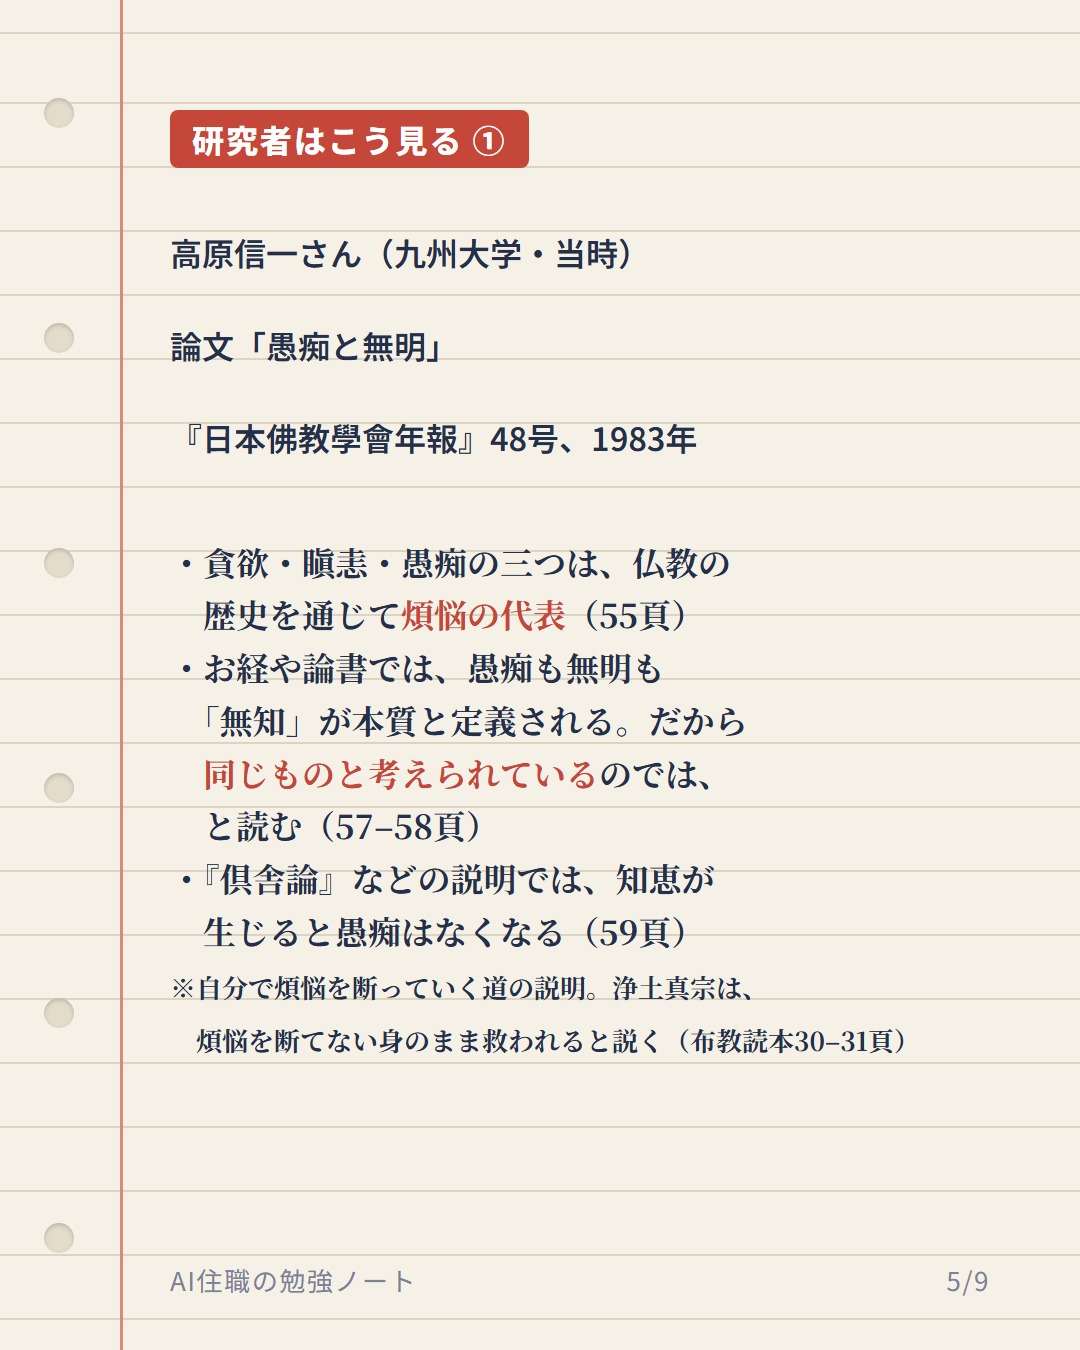 研究者はこう見る ①
高原信一さん（九州大学・当時）
論文「愚痴と無明」
『日本佛教學會年報』48号、1983年
・貪欲・瞋恚・愚痴の三つは、仏教の
歴史を通じて煩悩の代表（55頁）
・お経や論書では、愚痴も無明も
「無知」が本質と定義される。だから
同じものと考えられているのでは、
と読む（57–58頁）
・『倶舎論』などの説明では、知恵が
生じると愚痴はなくなる（59頁）
※自分で煩悩を断っていく道の説明。浄土真宗は、
煩悩を断てない身のまま救われると説く（布教読本30–31頁）
AI住職の勉強ノート
5/9